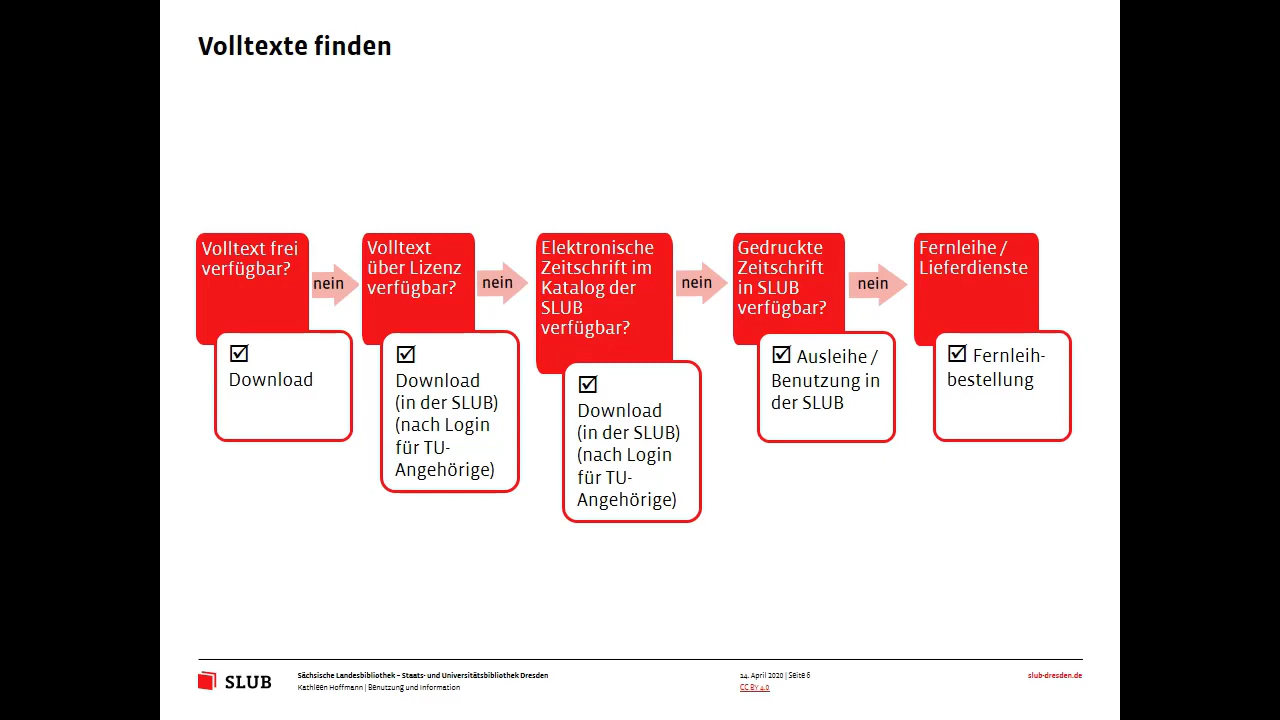 Volltexte finden
Volltext frei
verfügbar?
nein
Volltext
über Lizenz
verfügbar?
nein
Elektronische
Zeitschrift im
Katalog der
SLUB
verfügbar?
nein
Gedruckte
Zeitschrift
in SLUB
verfügbar?
nein
Fernleihe /
Lieferdienste
☑
Download
☑
Download
(in der SLUB)
(nach Login
für TU-
Angehörige)
☑
Download
(in der SLUB)
(nach Login
für TU-
Angehörige)
☑ Ausleihe /
Benutzung in
der SLUB
☑ Fernleih-
bestellung
SLUB
Sächsische Landesbibliothek – Staats- und Universitätsbibliothek Dresden
Kathleen Hoffmann | Benutzung und Information
24. April 2020 | Seite 6
CC BY 4.0
slub-dresden.de